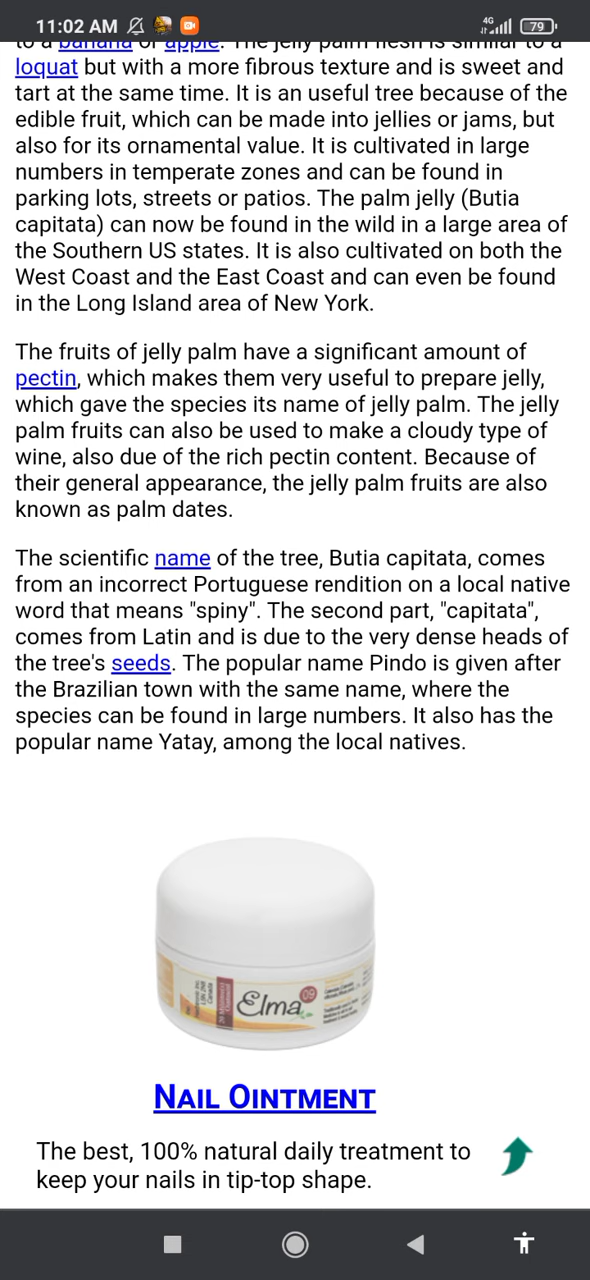 11:02 AM
4G
79
to a banana or apple. The jelly palm flesh is similar to a
loquat but with a more fibrous texture and is sweet and
tart at the same time. It is an useful tree because of the
edible fruit, which can be made into jellies or jams, but
also for its ornamental value. It is cultivated in large
numbers in temperate zones and can be found in
parking lots, streets or patios. The palm jelly (Butia
capitata) can now be found in the wild in a large area of
the Southern US states. It is also cultivated on both the
West Coast and the East Coast and can even be found
in the Long Island area of New York.
The fruits of jelly palm have a significant amount of
pectin, which makes them very useful to prepare jelly,
which gave the species its name of jelly palm. The jelly
palm fruits can also be used to make a cloudy type of
wine, also due of the rich pectin content. Because of
their general appearance, the jelly palm fruits are also
known as palm dates.
The scientific name of the tree, Butia capitata, comes
from an incorrect Portuguese rendition on a local native
word that means "spiny". The second part, "capitata",
comes from Latin and is due to the very dense heads of
the tree's seeds. The popular name Pindo is given after
the Brazilian town with the same name, where the
species can be found in large numbers. It also has the
popular name Yatay, among the local natives.
Elma
09
NAIL OINTMENT
The best, 100% natural daily treatment to
keep your nails in tip-top shape.